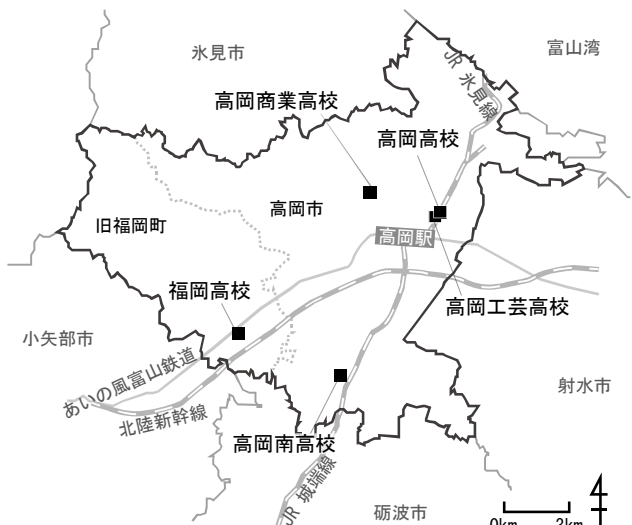 氷見市
富山湾
JR 氷見線
高岡商業高校
高岡高校
高岡市
旧福岡町
高岡駅
福岡高校
高岡工芸高校
小矢部市
あいの風富山鉄道
射水市
北陸新幹線
高岡南高校
JR 城端線
砺波市
0km 2km